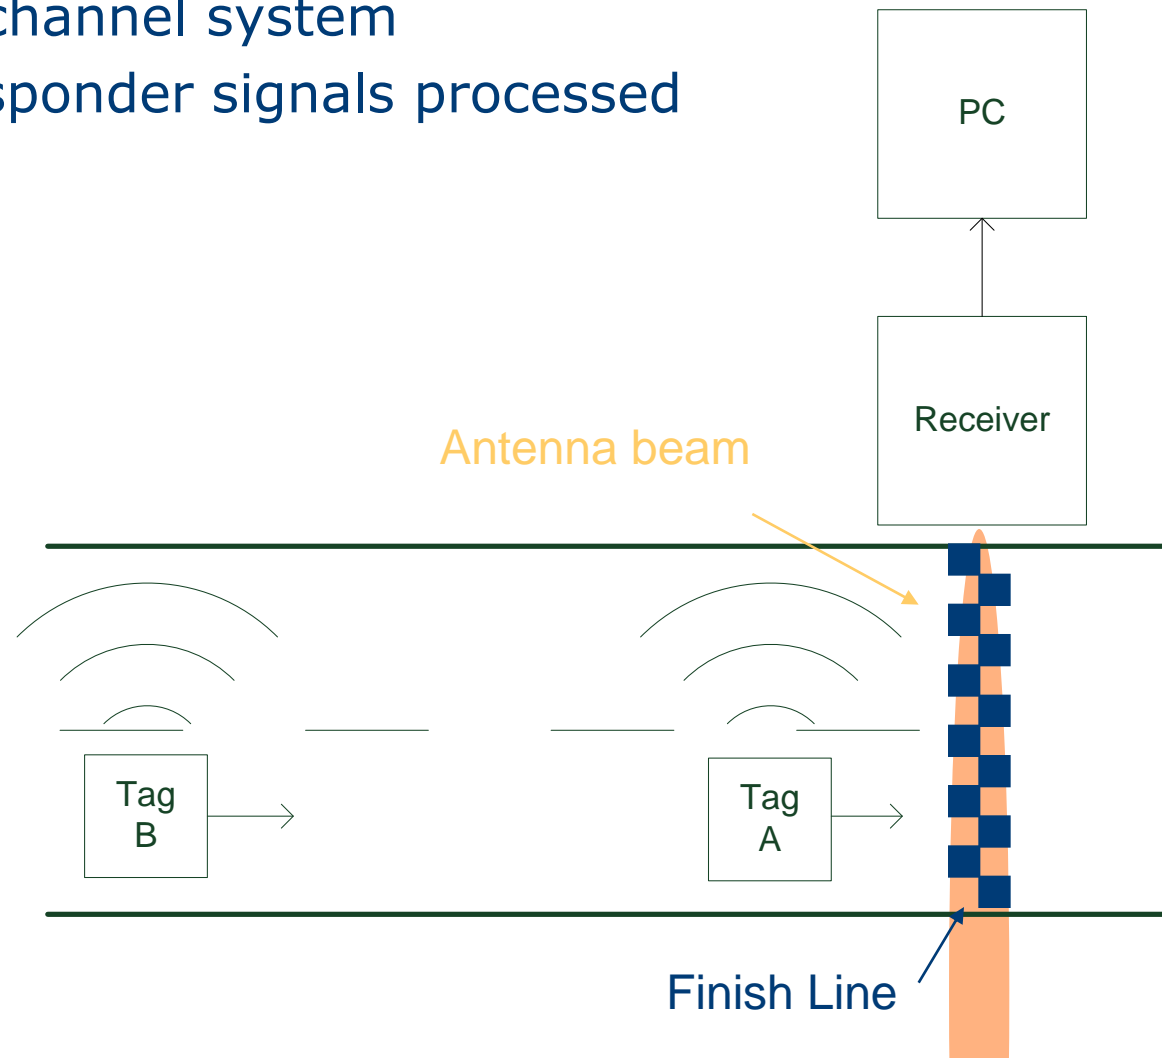 channel system
sponder signals processed
PC
Receiver
Antenna beam
Tag
B
Tag
A
Finish Line